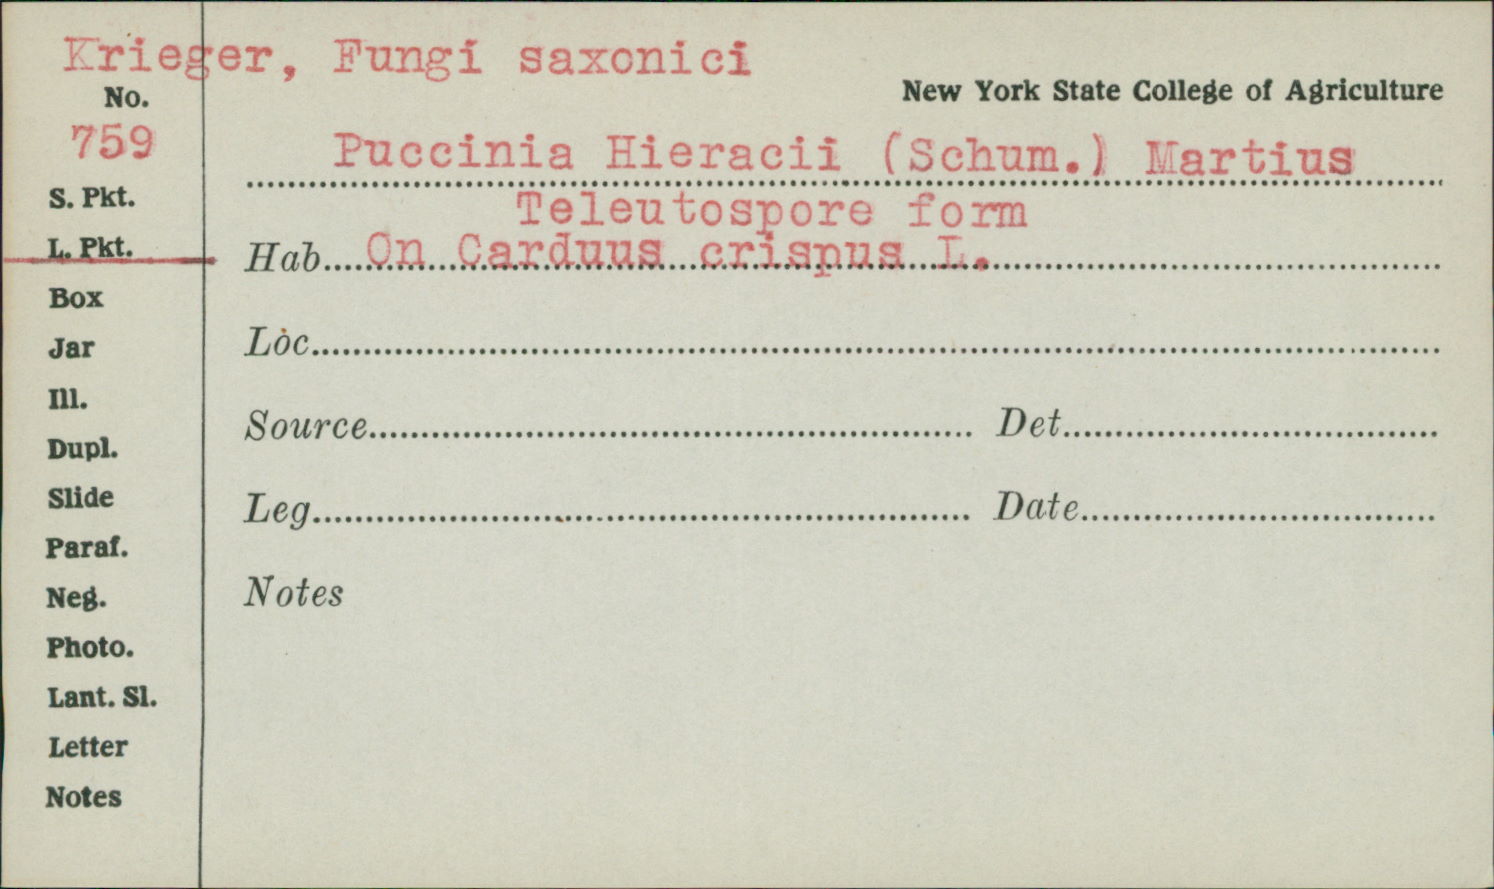 Krieger, Fungi saxonici
New York State College of Agriculture
No.
759
Puccinia Hieracii (Schum.) Martius
Teleutospore form
S. Pkt.
L. Pkt.
Hab. On Carduus crispus L.
Box
Jar
Loc.
Ill.
Source
Det.
Dupl.
Slide
Leg.
Date
Paraf.
Neg.
Notes
Photo.
Lant. Sl.
Letter
Notes